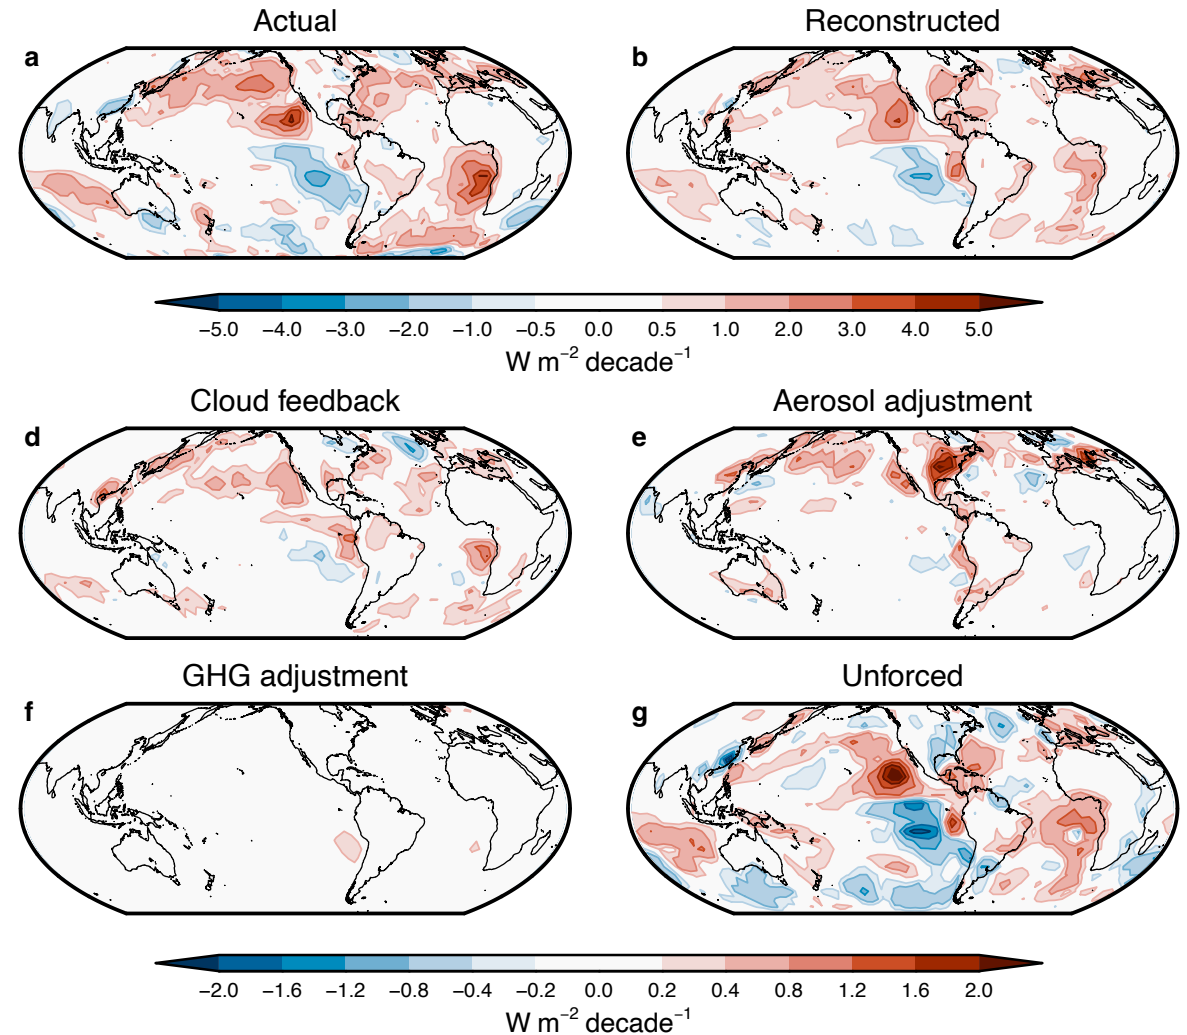 Actual
Reconstructed
a
b
−5.0 −4.0 −3.0 −2.0 −1.0 −0.5 0.0 0.5 1.0 2.0 3.0 4.0 5.0
W m⁻² decade⁻¹
Cloud feedback
Aerosol adjustment
d
e
GHG adjustment
Unforced
f
g
−2.0 −1.6 −1.2 −0.8 −0.4 −0.2 0.0 0.2 0.4 0.8 1.2 1.6 2.0
W m⁻² decade⁻¹